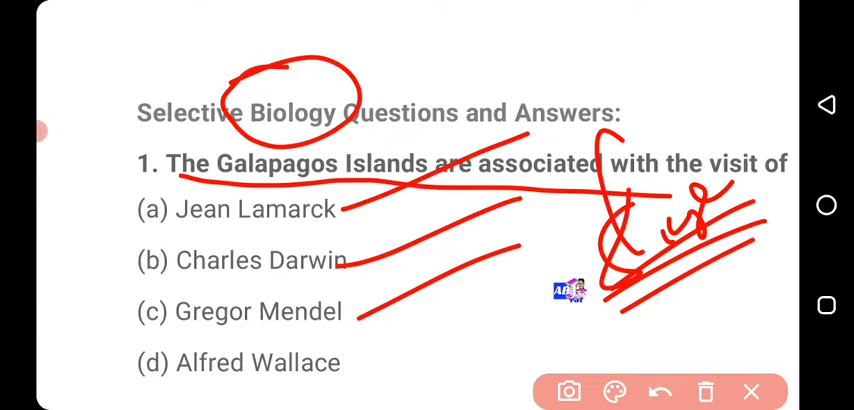 Selective Biology Questions and Answers:
1. The Galapagos Islands are associated with the visit of
(a) Jean Lamarck
(b) Charles Darwin
(c) Gregor Mendel
(d) Alfred Wallace